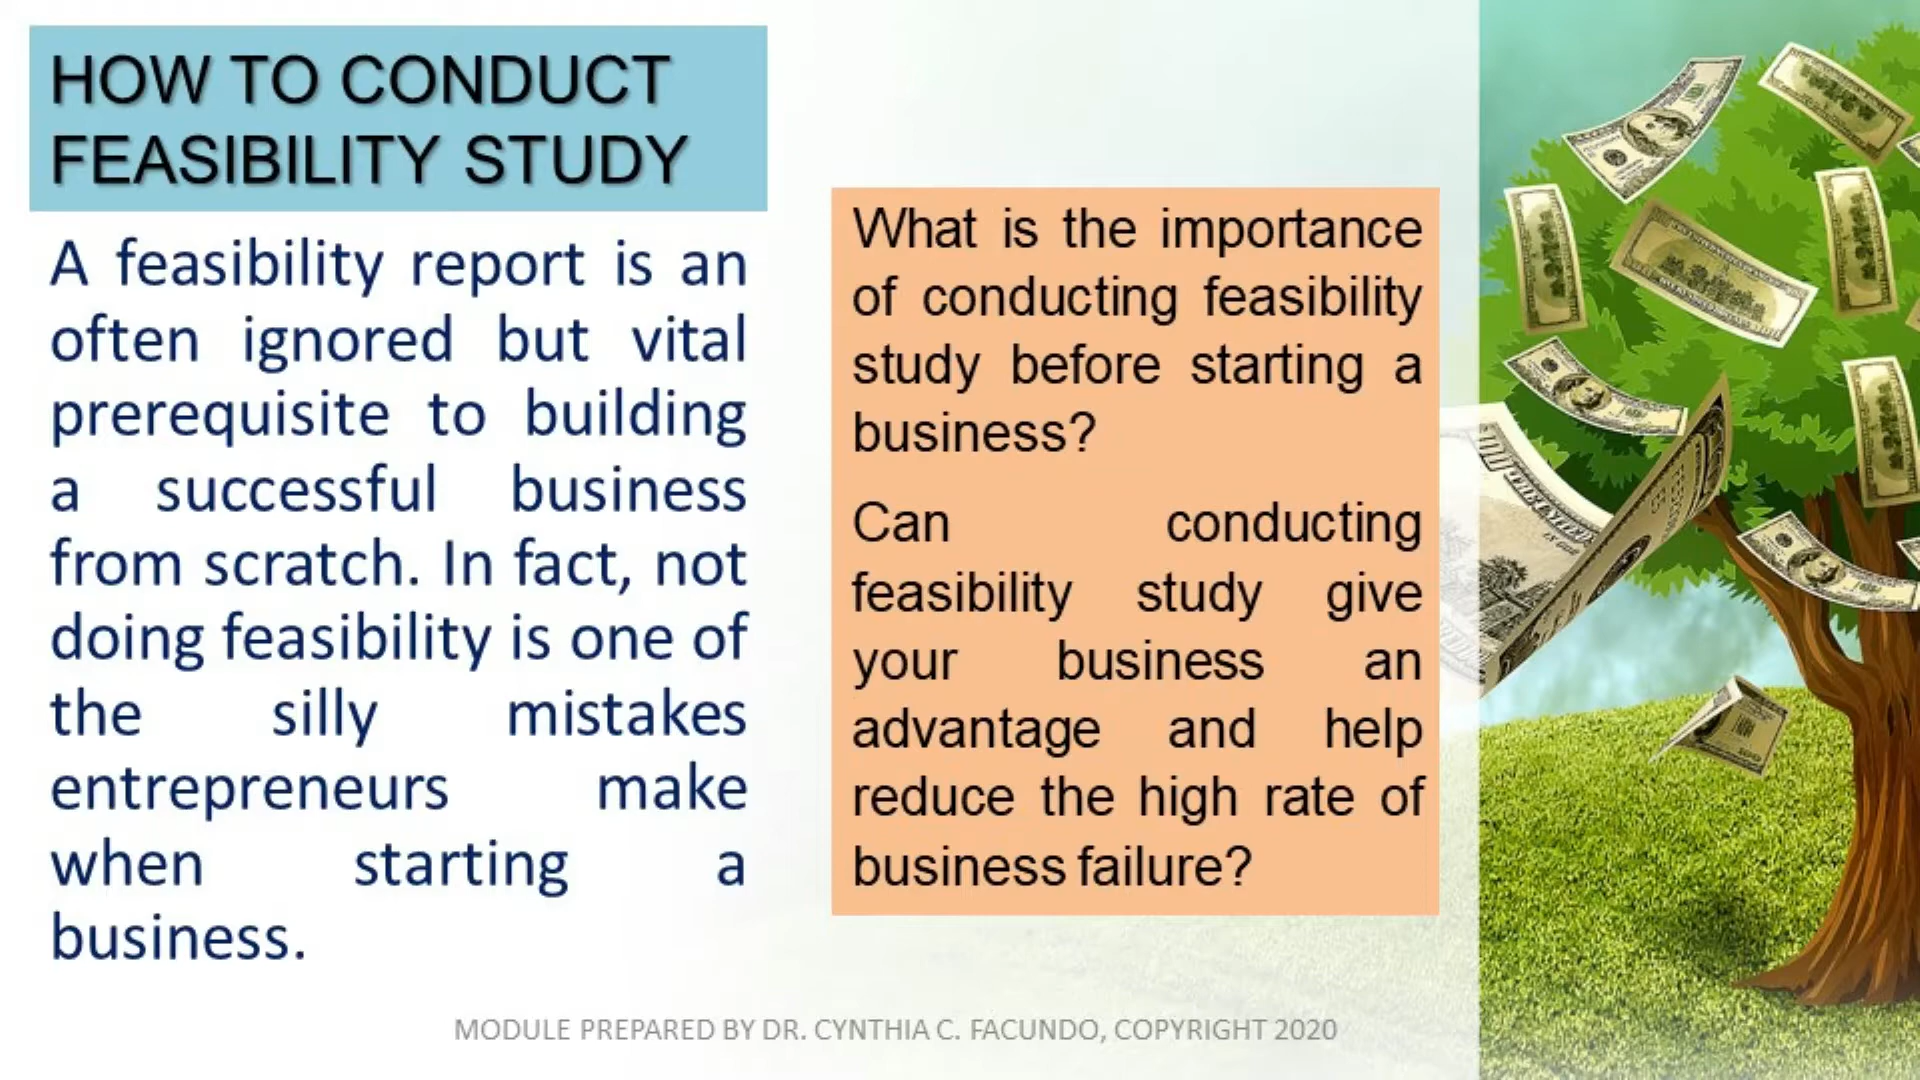 HOW TO CONDUCT
FEASIBILITY STUDY
A feasibility report is an
often ignored but vital
prerequisite to building
a successful business
from scratch. In fact, not
doing feasibility is one of
the silly mistakes
entrepreneurs make
when starting a
business.
What is the importance
of conducting feasibility
study before starting a
business?
Can conducting
feasibility study give
your business an
advantage and help
reduce the high rate of
business failure?
MODULE PREPARED BY DR. CYNTHIA C. FACUNDO, COPYRIGHT 2020